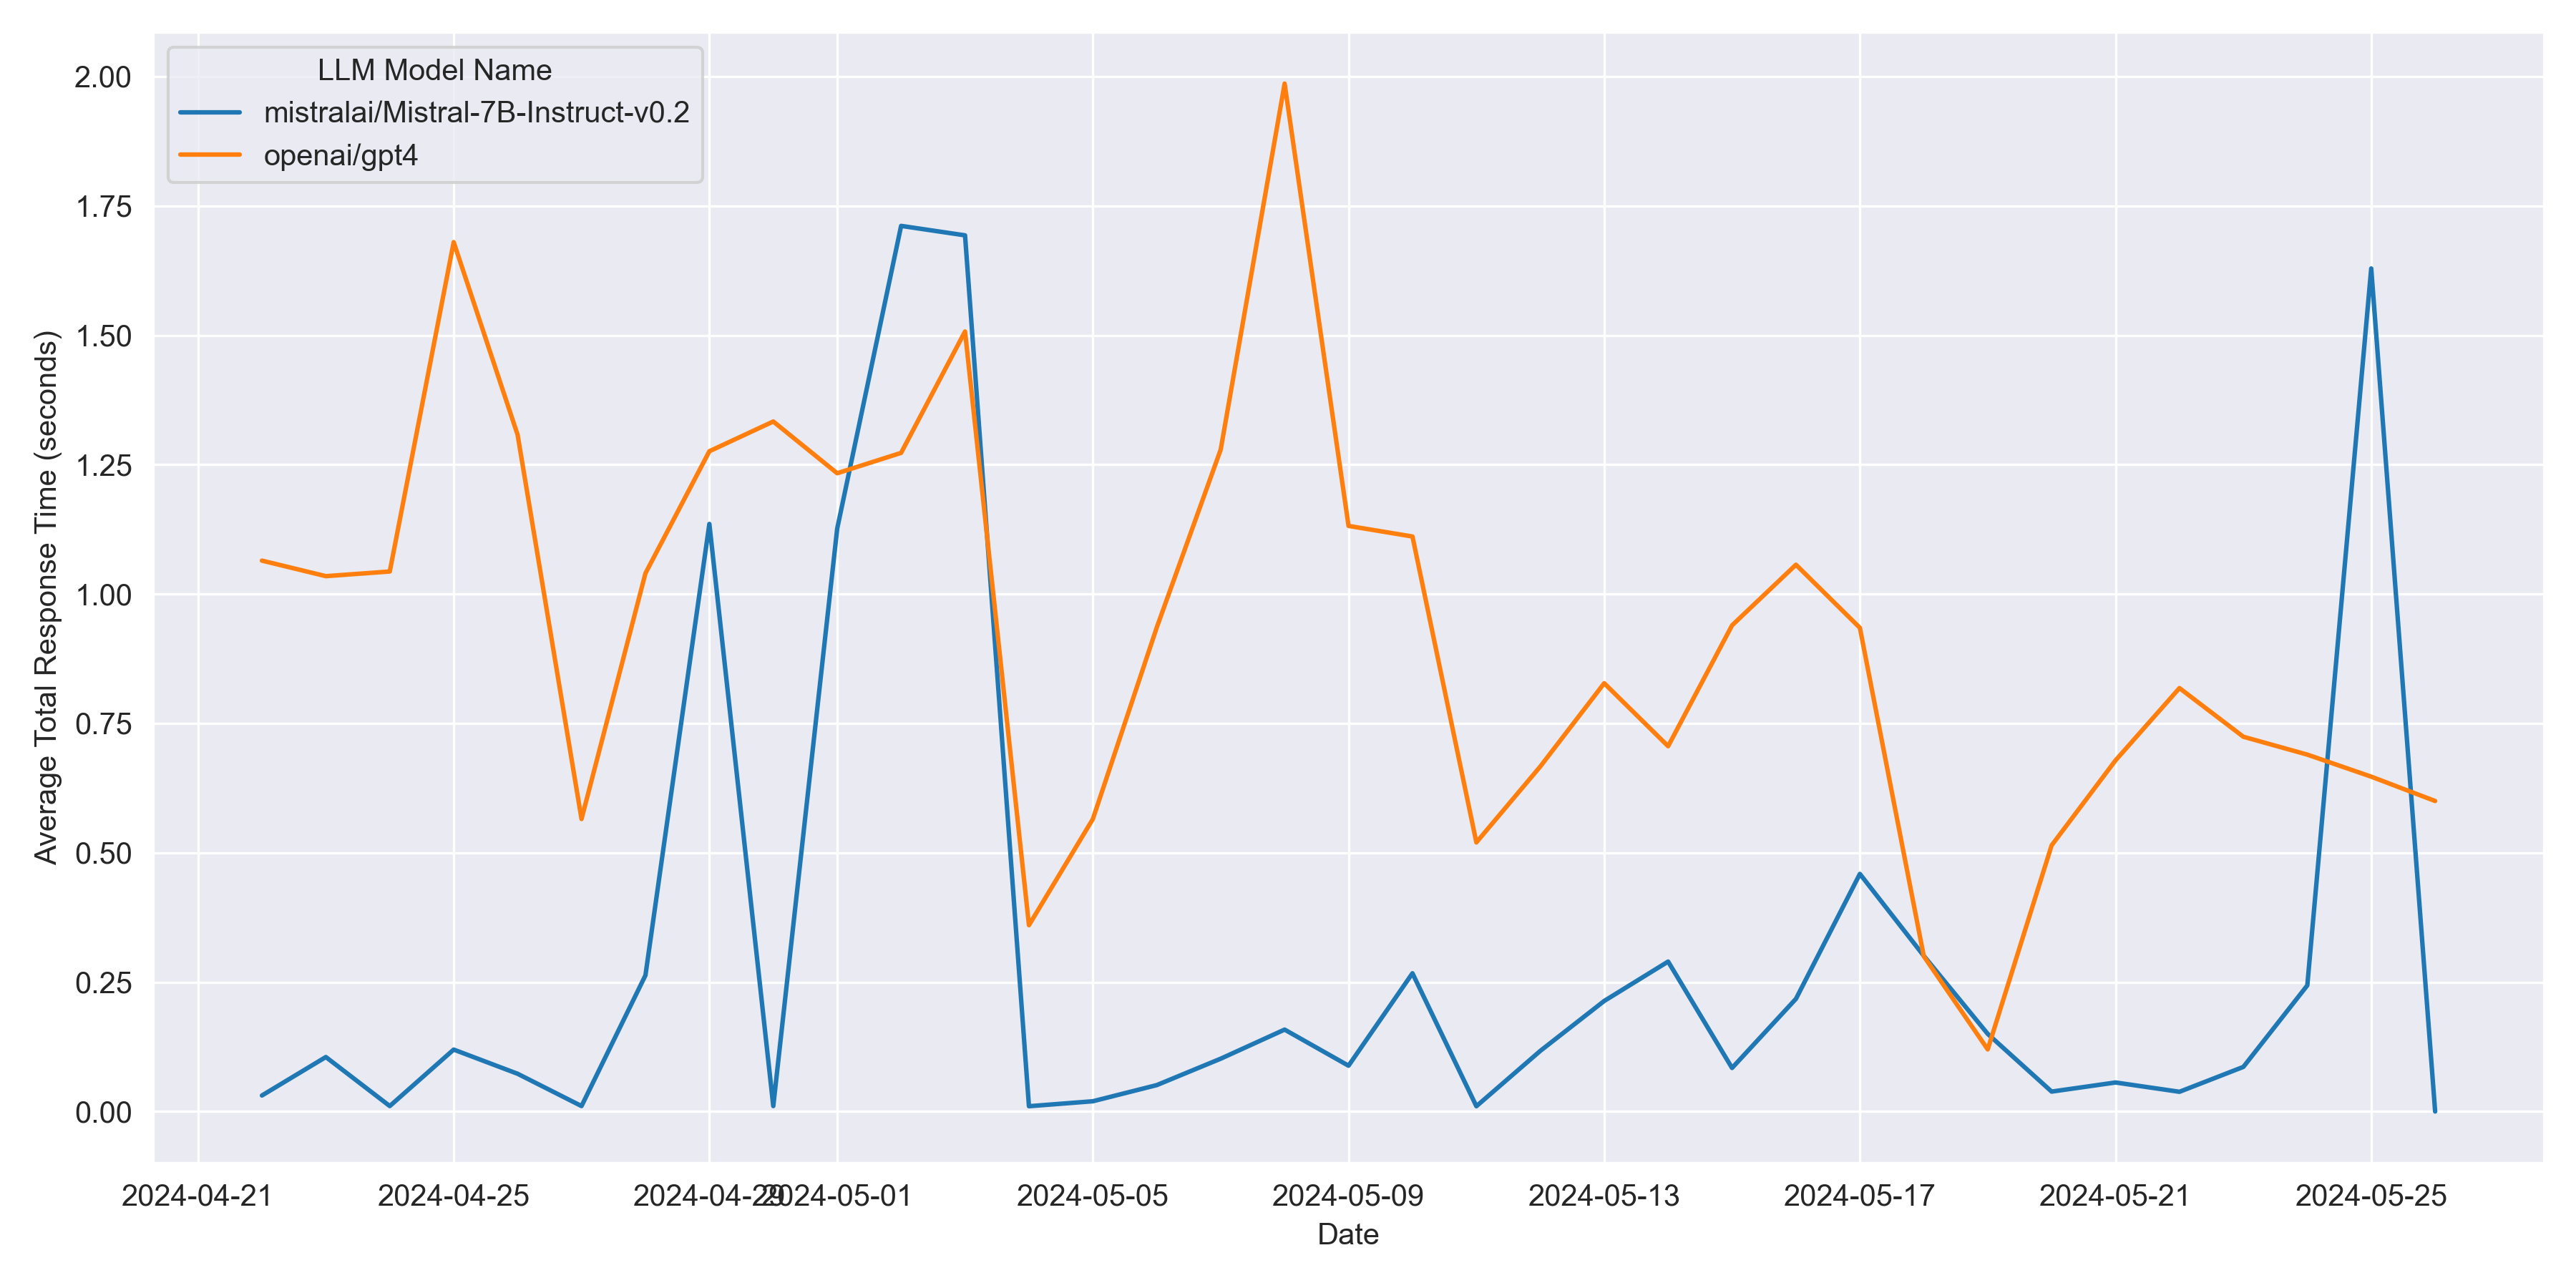 LLM Model Name
mistralai/Mistral-7B-Instruct-v0.2
openai/gpt4
2.00
1.75
1.50
1.25
1.00
0.75
0.50
0.25
0.00
Average Total Response Time (seconds)
2024-04-21 2024-04-25 2024-04-29 2024-05-01 2024-05-05 2024-05-09 2024-05-13 2024-05-17 2024-05-21 2024-05-25
Date